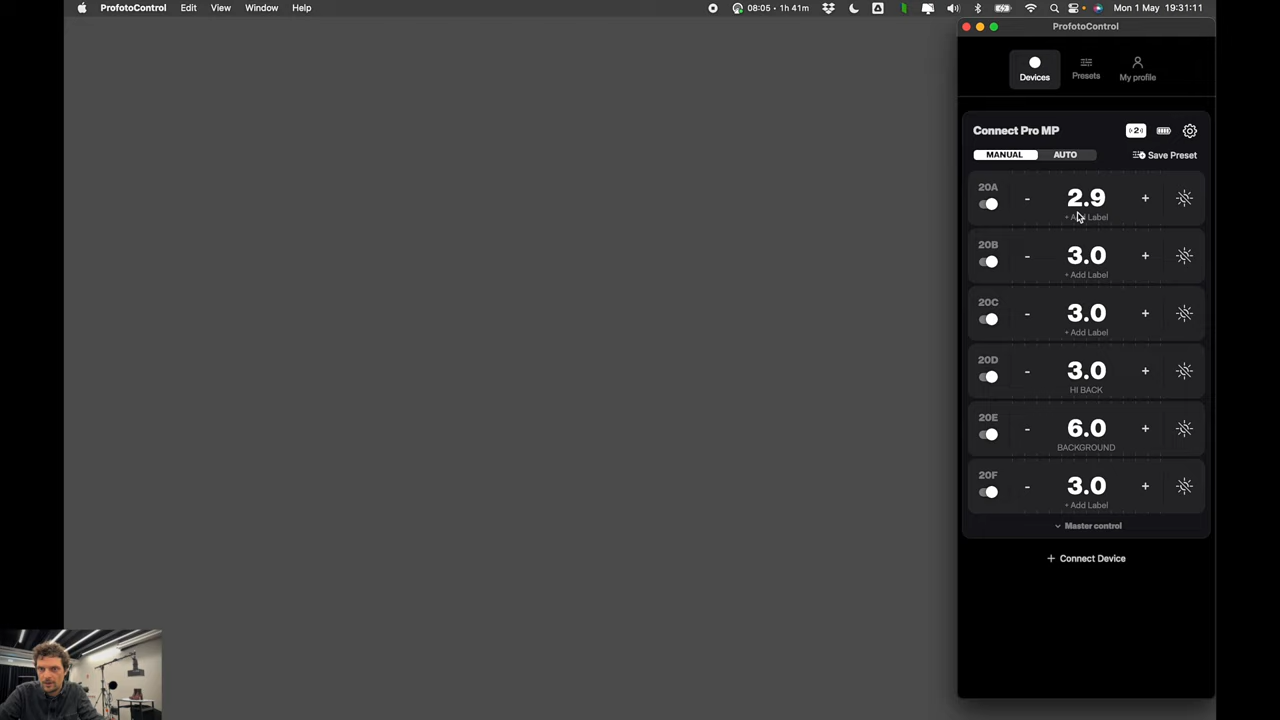 ProfotoControl Edit View Window Help 08:05 • 1h 41m Mon 1 May 19:31:11
ProfotoControl
Devices Presets My profile
Connect Pro MP 2
MANUAL AUTO Save Preset
20A
- 2.9 +
+ Add Label
20B
- 3.0 +
+ Add Label
20C
- 3.0 +
+ Add Label
20D
- 3.0 +
HI BACK
20E
- 6.0 +
BACKGROUND
20F
- 3.0 +
+ Add Label
Master control
+ Connect Device